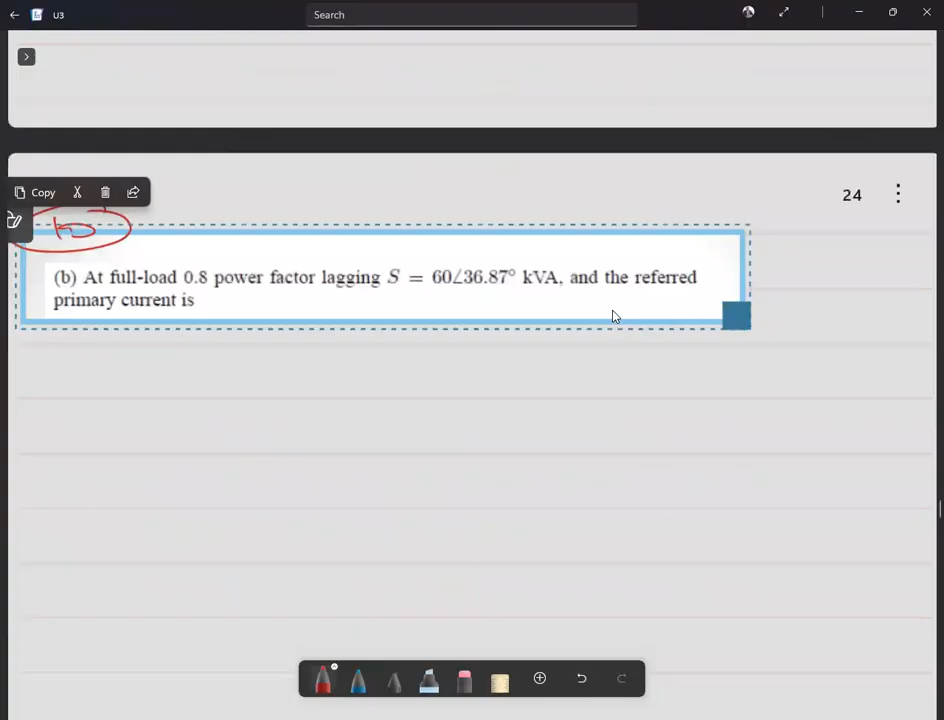 U3
Search
Copy
24
(b) At full-load 0.8 power factor lagging S = 60∠36.87° kVA, and the referred
primary current is